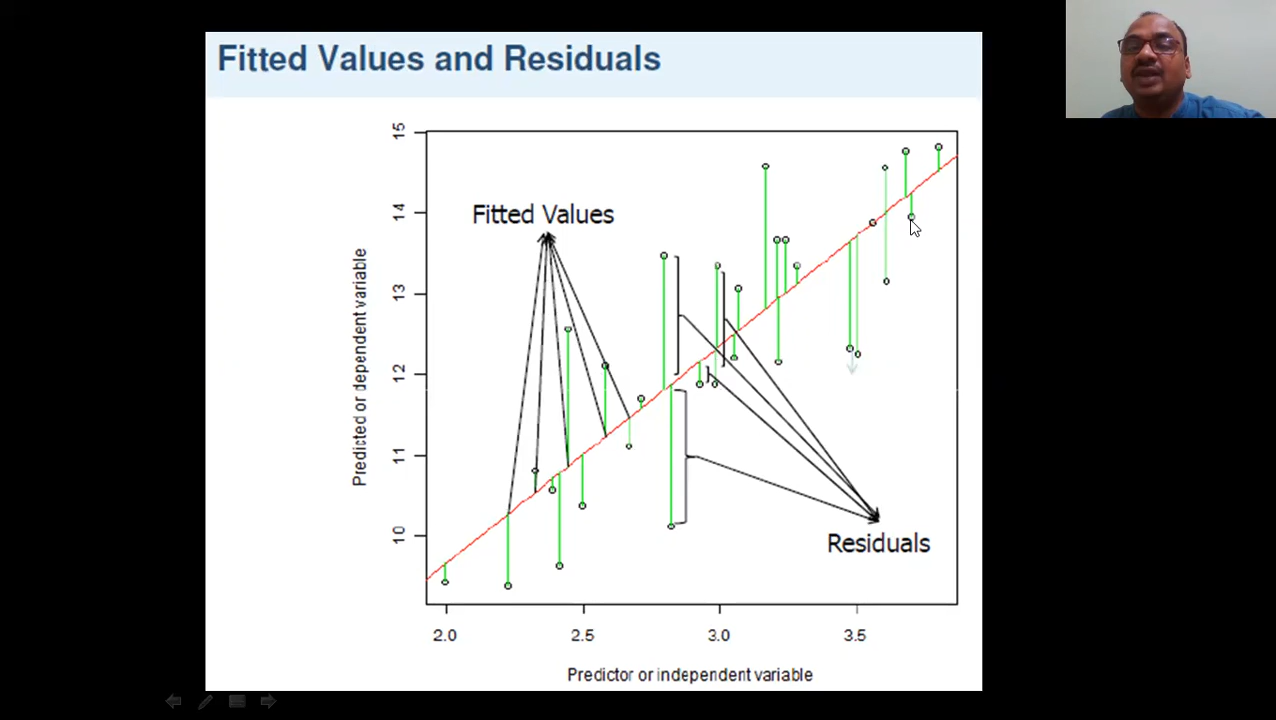 Fitted Values and Residuals
15
14
13
12
11
10
Predicted or dependent variable
Fitted Values
Residuals
2.0 2.5 3.0 3.5
Predictor or independent variable